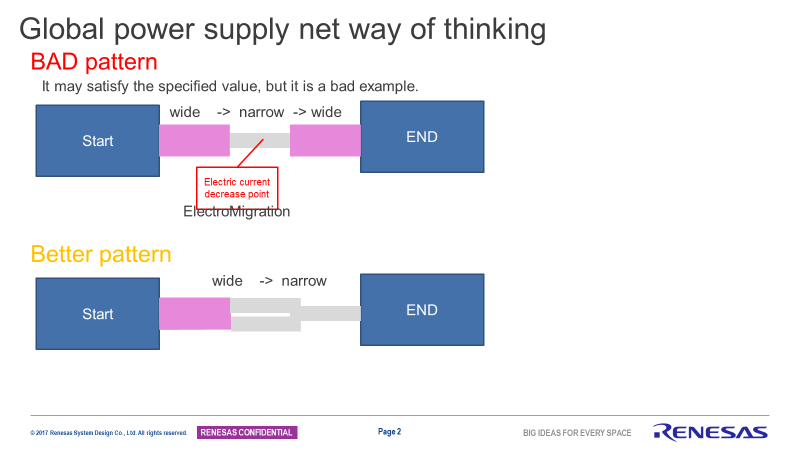 Global power supply net way of thinking
BAD pattern
It may satisfy the specified value, but it is a bad example.
wide -> narrow -> wide
Start
END
Electric current
decrease point
ElectroMigration
Better pattern
wide -> narrow
Start
END
© 2017 Renesas System Design Co., Ltd. All rights reserved.
RENESAS CONFIDENTIAL
Page 2
BIG IDEAS FOR EVERY SPACE
RENESAS